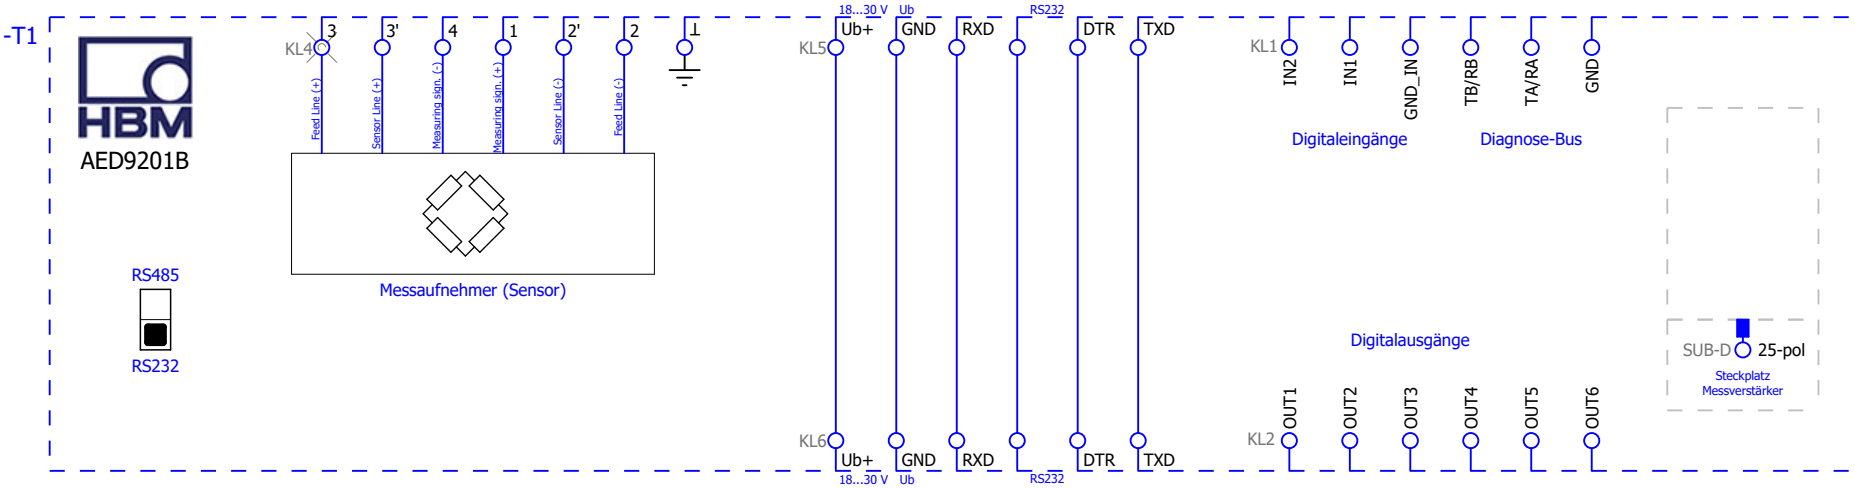 -T1
HBM
AED9201B
RS485
RS232
KL4
3
3'
4
1
2'
2
⊥
Feed Line (+)
Sensor Line (+)
Measuring sign. (-)
Measuring sign. (+)
Sensor Line (-)
Feed Line (-)
Messaufnehmer (Sensor)
18...30 V Ub RS232
KL5
Ub+ GND RXD DTR TXD
KL6
Ub+ GND RXD DTR TXD
18...30 V Ub RS232
KL1
IN2
IN1
GND_IN
TB/RB
TA/RA
GND
Digitaleingänge
Diagnose-Bus
Digitalausgänge
KL2
OUT1
OUT2
OUT3
OUT4
OUT5
OUT6
SUB-D 25-pol
Steckplatz
Messverstärker